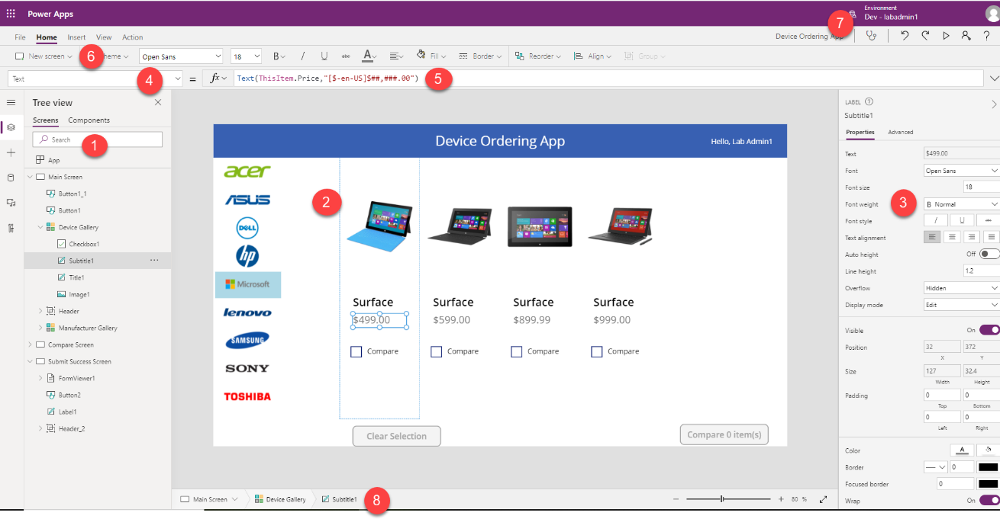 Power Apps
Environment
Dev - labadmin1
7
File Home Insert View Action
Device Ordering App
New screen
6
Open Sans
18
B / U abc A Fill Border Reorder Align Group
Text
4
= fx
Text(ThisItem.Price,"[$-en-US]$##,###.00")
5
Tree view
Screens Components
Search
1
App
Main Screen
Button1_1
Button1
Device Gallery
Checkbox1
Subtitle1 ...
Title1
Image1
Header
Manufacturer Gallery
Compare Screen
Submit Success Screen
FormViewer1
Button2
Label1
Header_2
Device Ordering App
Hello, Lab Admin1
acer
ASUS
DELL
hp
Microsoft
lenovo
SAMSUNG
SONY
TOSHIBA
2
Surface Surface Surface Surface
$499.00 $599.00 $899.99 $999.00
Compare Compare Compare Compare
Clear Selection
Compare 0 item(s)
Main Screen Device Gallery Subtitle1
8
80 %
LABEL ?
Subtitle1
Properties Advanced
Text $499.00
Font Open Sans
Font size 18
Font weight 3 B Normal
Font style / U abc
Text alignment
Auto height Off
Line height 1.2
Overflow Hidden
Display mode Edit
Visible On
Position 32 372
X Y
Size 127 32.4
Width Height
Padding 0 0
Top Bottom
0 0
Left Right
Color A
Border 0
Focused border 0
Wrap On